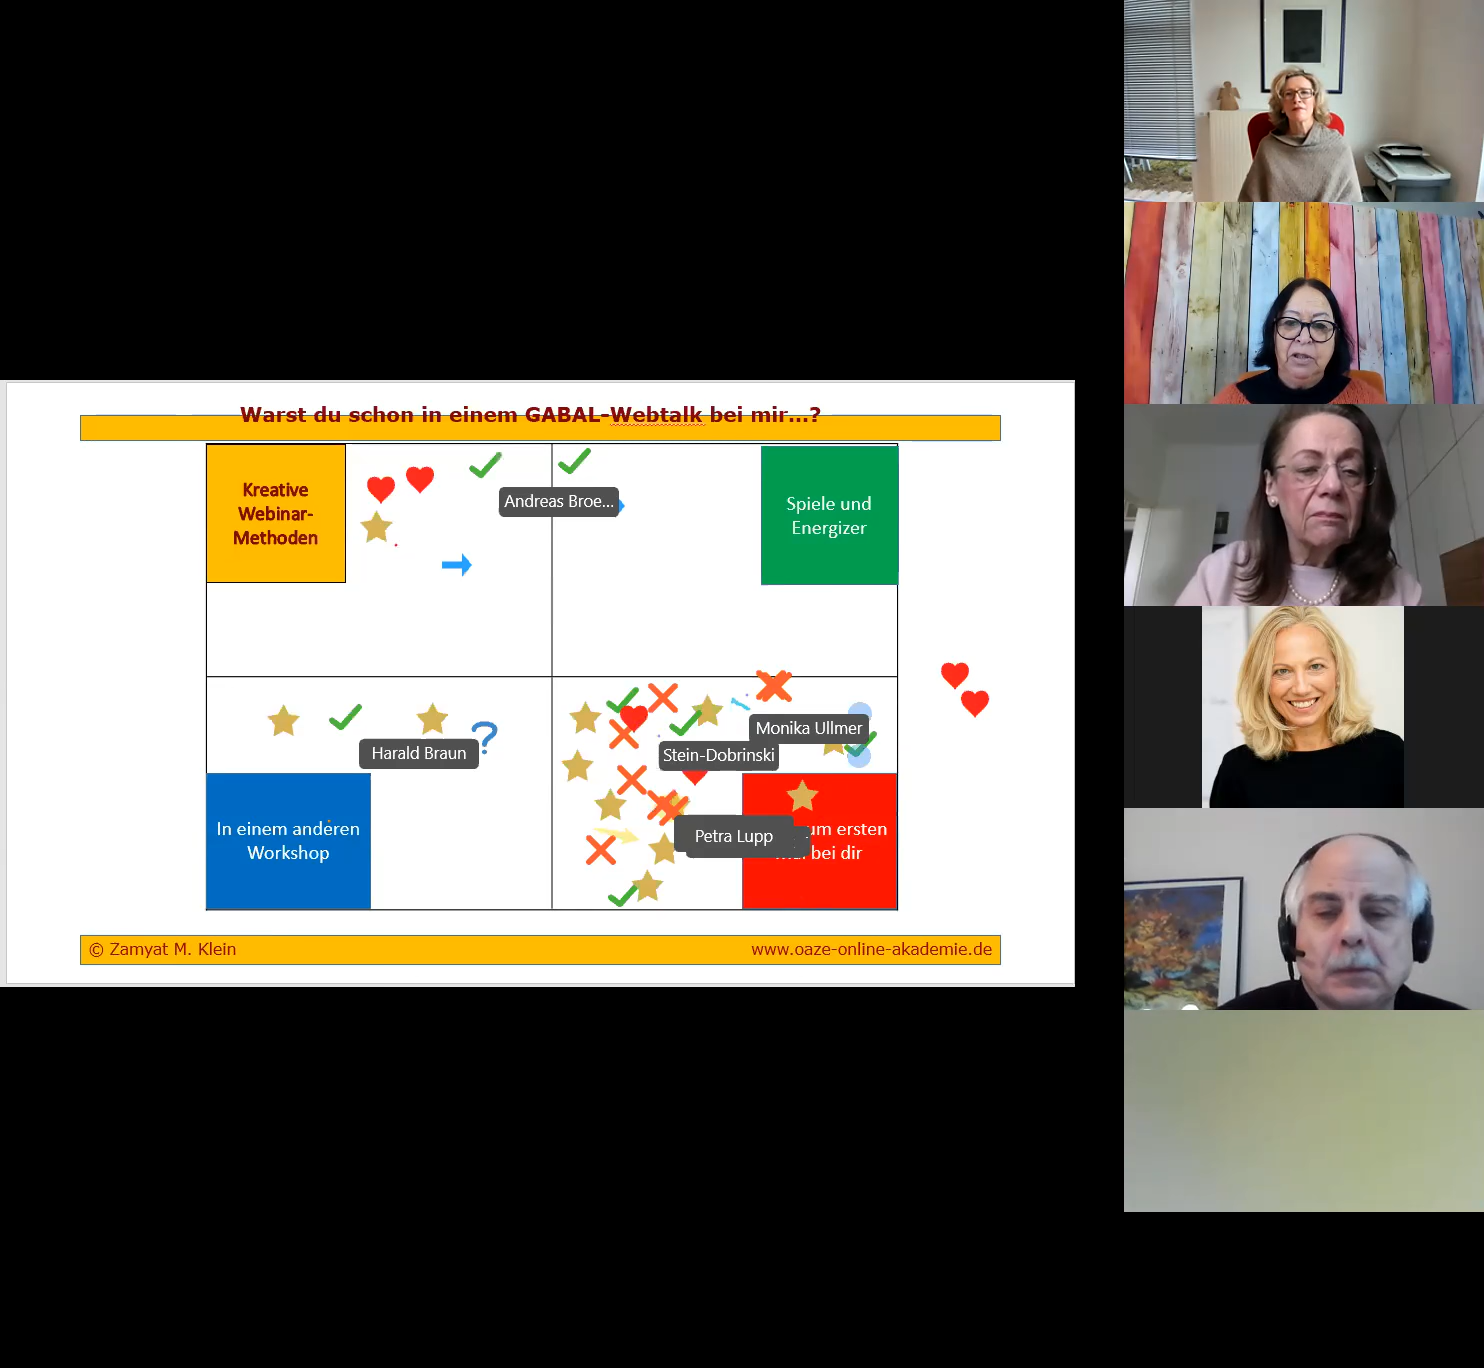 Warst du schon in einem GABAL-Webtalk bei mir...?
Kreative
Webinar-
Methoden
Andreas Broe...
Spiele und
Energizer
Harald Braun
Monika Ullmer
Stein-Dobrinski
In einem anderen
Workshop
Petra Lupp
um ersten
bei dir
© Zamyat M. Klein
www.oaze-online-akademie.de